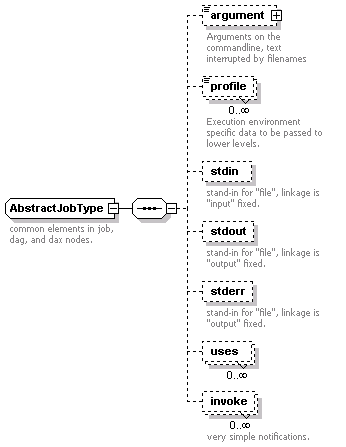 argument
Arguments on the
commandline, text
interrupted by filenames
profile
0..∞
Execution environment
specific data to be passed to
lower levels.
stdin
stand-in for "file", linkage is
"input" fixed.
AbstractJobType
common elements in job,
dag, and dax nodes.
stdout
stand-in for "file", linkage is
"output" fixed.
stderr
stand-in for "file", linkage is
"output" fixed.
uses
0..∞
invoke
0..∞
very simple notifications.